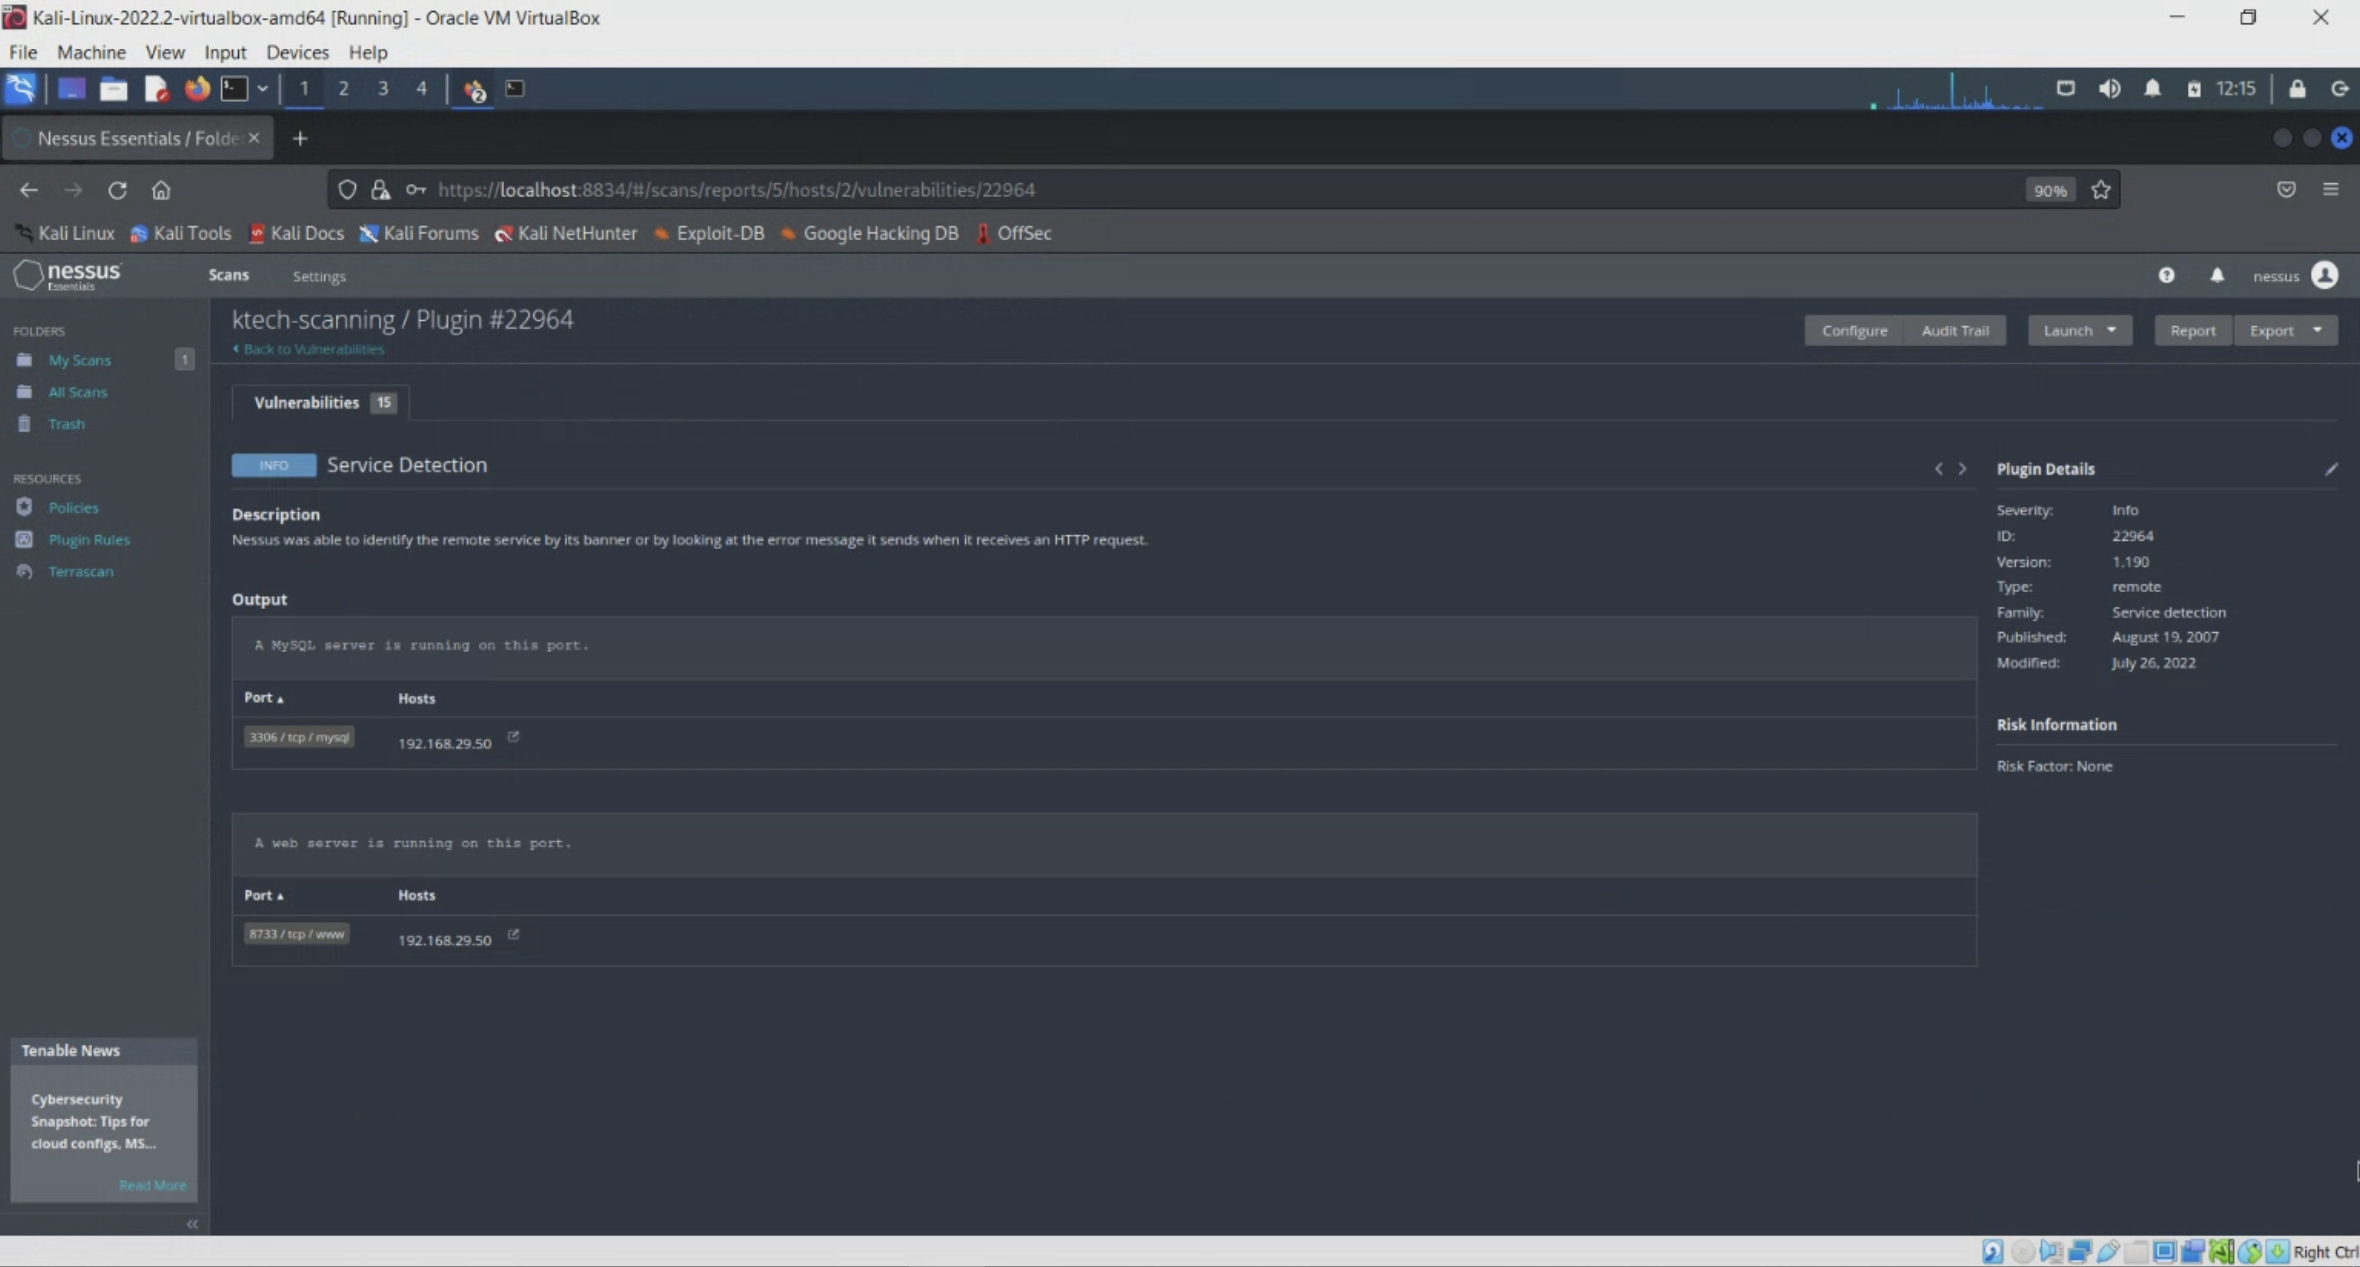 Kali-Linux-2022.2-virtualbox-amd64 [Running] - Oracle VM VirtualBox
File Machine View Input Devices Help
1 2 3 4 2 12:15
Nessus Essentials / Folde
https://localhost:8834/#/scans/reports/5/hosts/2/vulnerabilities/22964 90%
Kali Linux Kali Tools Kali Docs Kali Forums Kali NetHunter Exploit-DB Google Hacking DB OffSec
nessus Essentials Scans Settings nessus
FOLDERS
My Scans 1
All Scans
Trash
RESOURCES
Policies
Plugin Rules
Terrascan
Tenable News
Cybersecurity
Snapshot: Tips for
cloud configs, MS...
Read More
ktech-scanning / Plugin #22964
Back to Vulnerabilities
Configure Audit Trail Launch Report Export
Vulnerabilities 15
INFO Service Detection
Description
Nessus was able to identify the remote service by its banner or by looking at the error message it sends when it receives an HTTP request.
Output
A MySQL server is running on this port.
Port Hosts
3306 / tcp / mysql 192.168.29.50
A web server is running on this port.
Port Hosts
8733 / tcp / www 192.168.29.50
Plugin Details
Severity: Info
ID: 22964
Version: 1.190
Type: remote
Family: Service detection
Published: August 19, 2007
Modified: July 26, 2022
Risk Information
Risk Factor: None
Right Ctrl